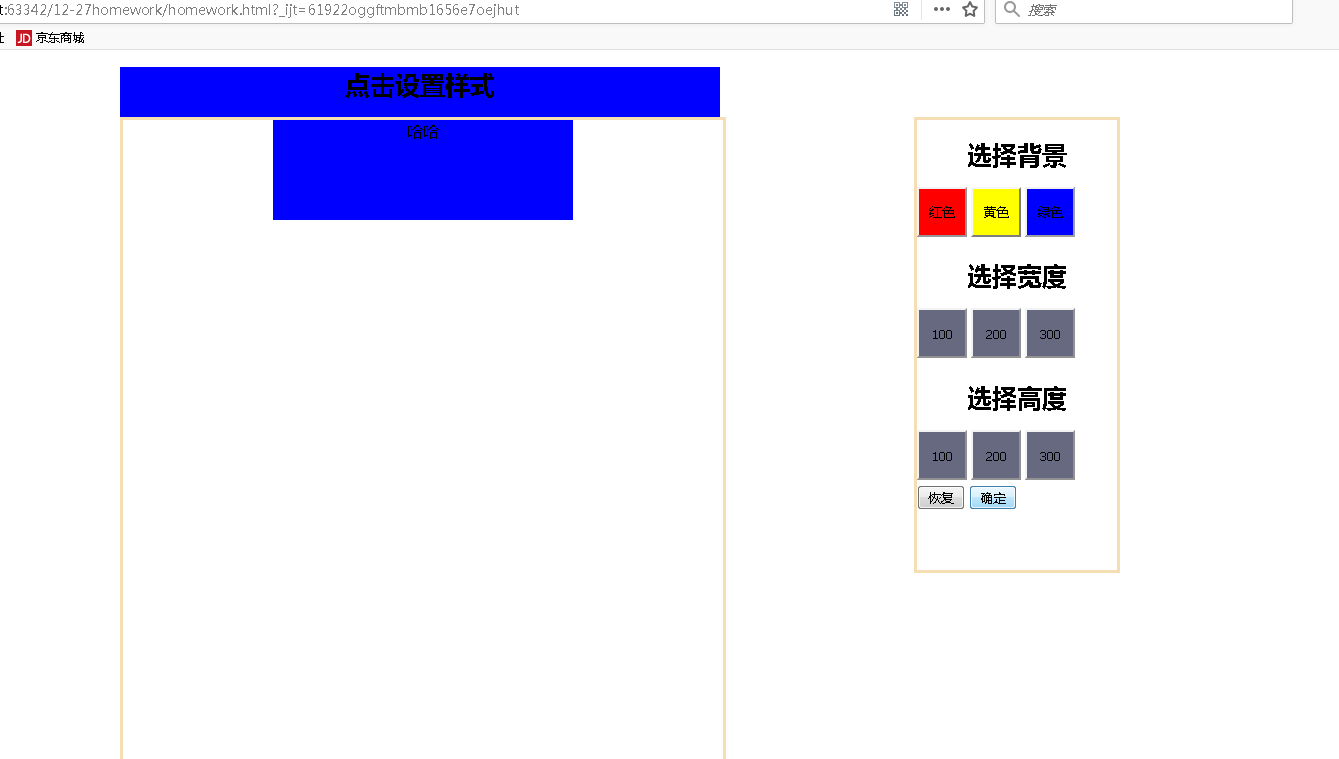 t:63342/12-27homework/homework.html?_ijt=61922oggftmbmb1656e7oejhut
搜索
址 JD 京东商城
点击设置样式
哈哈
选择背景
红色 黄色 绿色
选择宽度
100 200 300
选择高度
100 200 300
恢复 确定